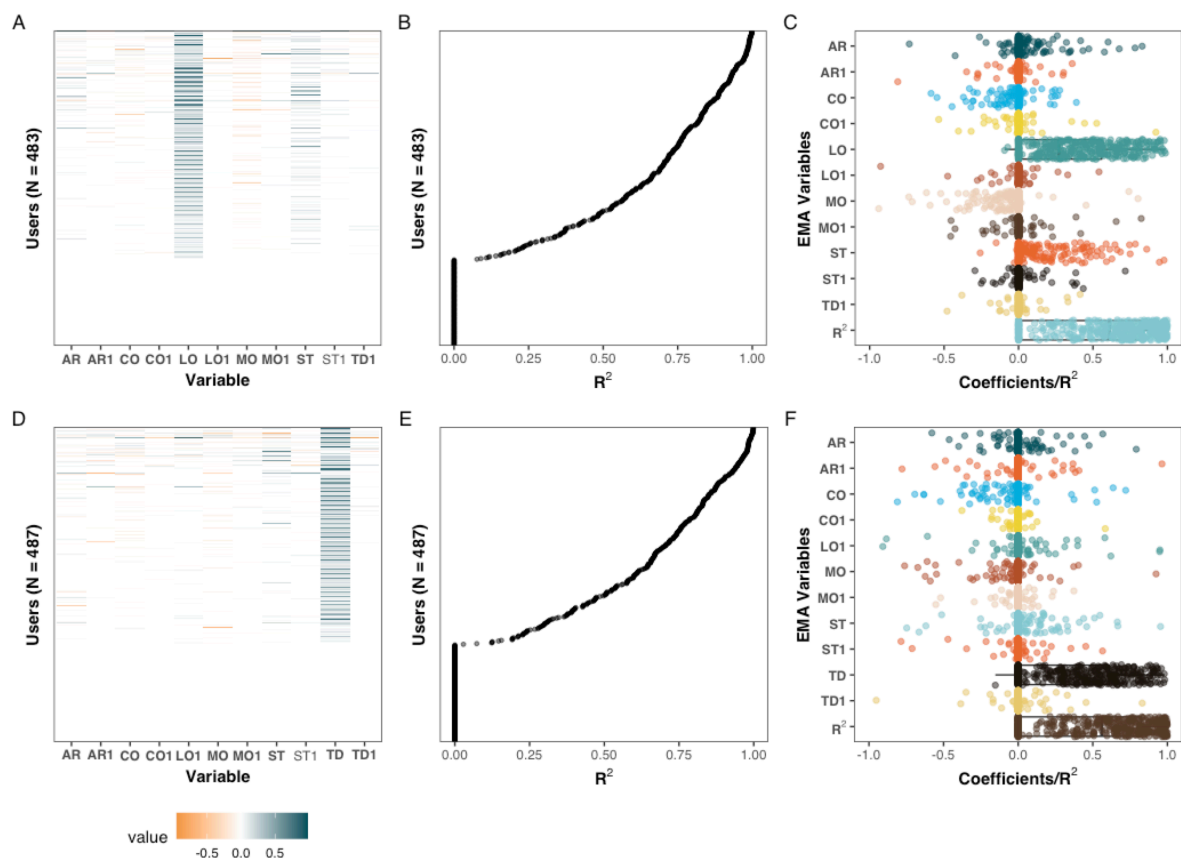 A
Users (N = 483)
AR AR1 CO CO1 LO LO1 MO MO1 ST ST1 TD1
Variable
B
Users (N = 483)
0.00 0.25 0.50 0.75 1.00
R²
C
EMA Variables
AR
AR1
CO
CO1
LO
LO1
MO
MO1
ST
ST1
TD1
R²
-1.0 -0.5 0.0 0.5 1.0
Coefficients/R²
D
Users (N = 487)
AR AR1 CO CO1 LO1 MO MO1 ST ST1 TD TD1
Variable
E
Users (N = 487)
0.00 0.25 0.50 0.75 1.00
R²
F
EMA Variables
AR
AR1
CO
CO1
LO1
MO
MO1
ST
ST1
TD
TD1
R²
-1.0 -0.5 0.0 0.5 1.0
Coefficients/R²
value
-0.5 0.0 0.5